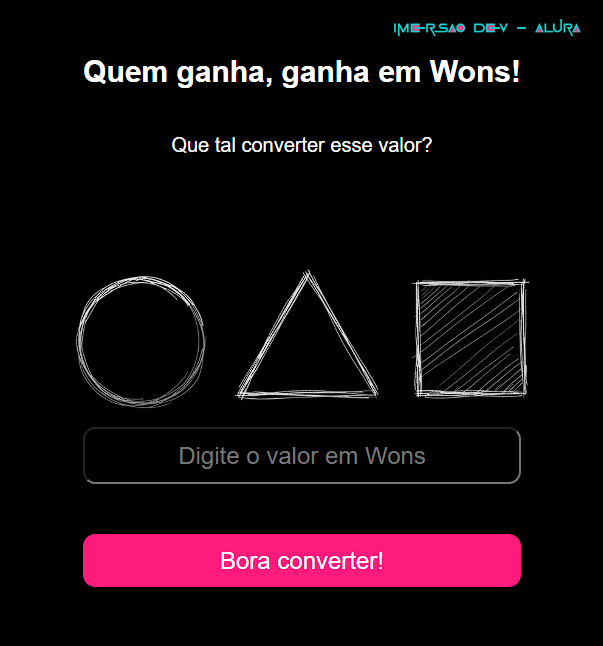 IMERSAO DEV - ALURA
Quem ganha, ganha em Wons!
Que tal converter esse valor?
Digite o valor em Wons
Bora converter!